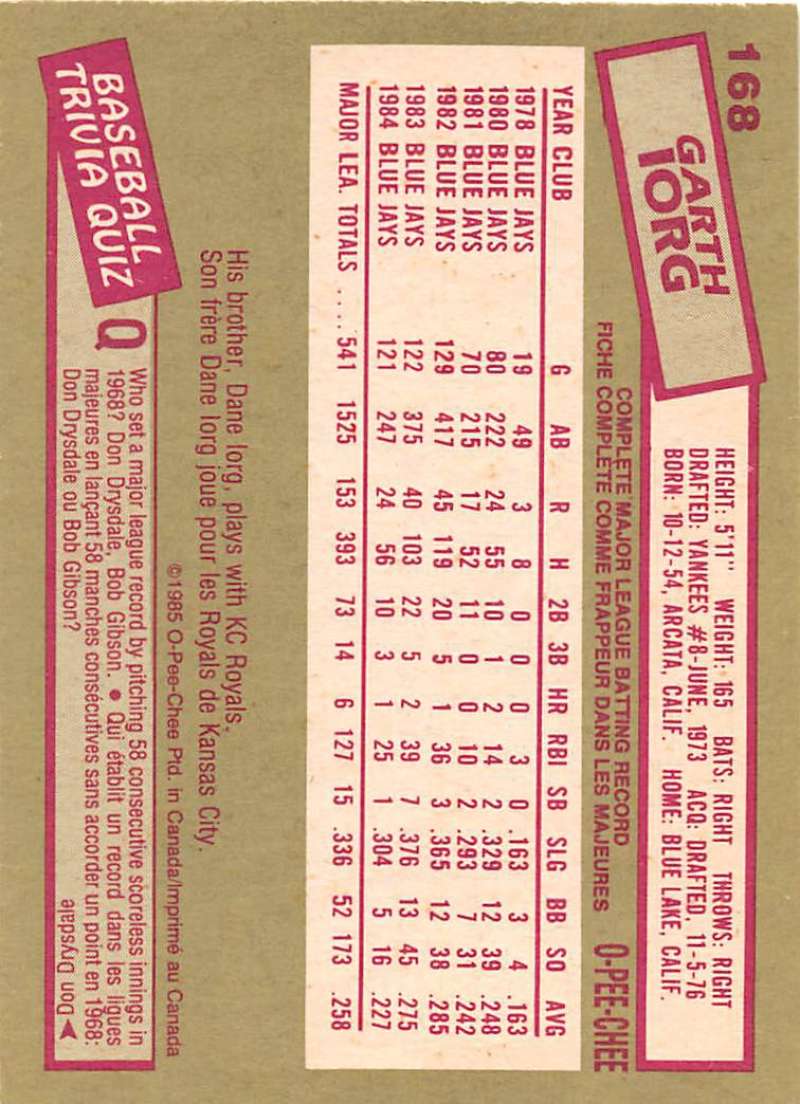 168
GARTH
IORG
HEIGHT: 5'11" WEIGHT: 165 BATS: RIGHT THROWS: RIGHT
DRAFTED: YANKEES #8-JUNE, 1973 ACQ: DRAFTED, 11-5-76
BORN: 10-12-54, ARCATA, CALIF. HOME: BLUE LAKE, CALIF.
COMPLETE MAJOR LEAGUE BATTING RECORD
FICHE COMPLÈTE COMME FRAPPEUR DANS LES MAJEURES O-PEE-CHEE
YEAR CLUB G AB R H 2B 3B HR RBI SB SLG BB SO AVG
1978 BLUE JAYS 19 49 3 8 0 0 0 3 0 .163 3 4 .163
1980 BLUE JAYS 80 222 24 55 10 1 2 14 2 .329 12 39 .248
1981 BLUE JAYS 70 215 17 52 11 0 0 10 2 .293 7 31 .242
1982 BLUE JAYS 129 417 45 119 20 5 1 36 3 .365 12 38 .285
1983 BLUE JAYS 122 375 40 103 22 5 2 39 7 .376 13 45 .275
1984 BLUE JAYS 121 247 24 56 10 3 1 25 1 .304 5 16 .227
MAJOR LEA. TOTALS ..... 541 1525 153 393 73 14 6 127 15 .336 52 173 .258
His brother, Dane Iorg, plays with KC Royals.
Son frère Dane Iorg joue pour les Royals de Kansas City.
©1985 O-Pee-Chee Ptd. in Canada/Imprimé au Canada
BASEBALL
TRIVIA QUIZ
Q
Who set a major league record by pitching 58 consecutive scoreless innings in
1968? Don Drysdale, Bob Gibson. • Qui établit un record dans les ligues
majeures en lançant 58 manches consécutives sans accorder un point en 1968:
Don Drysdale ou Bob Gibson?
Don Drysdale